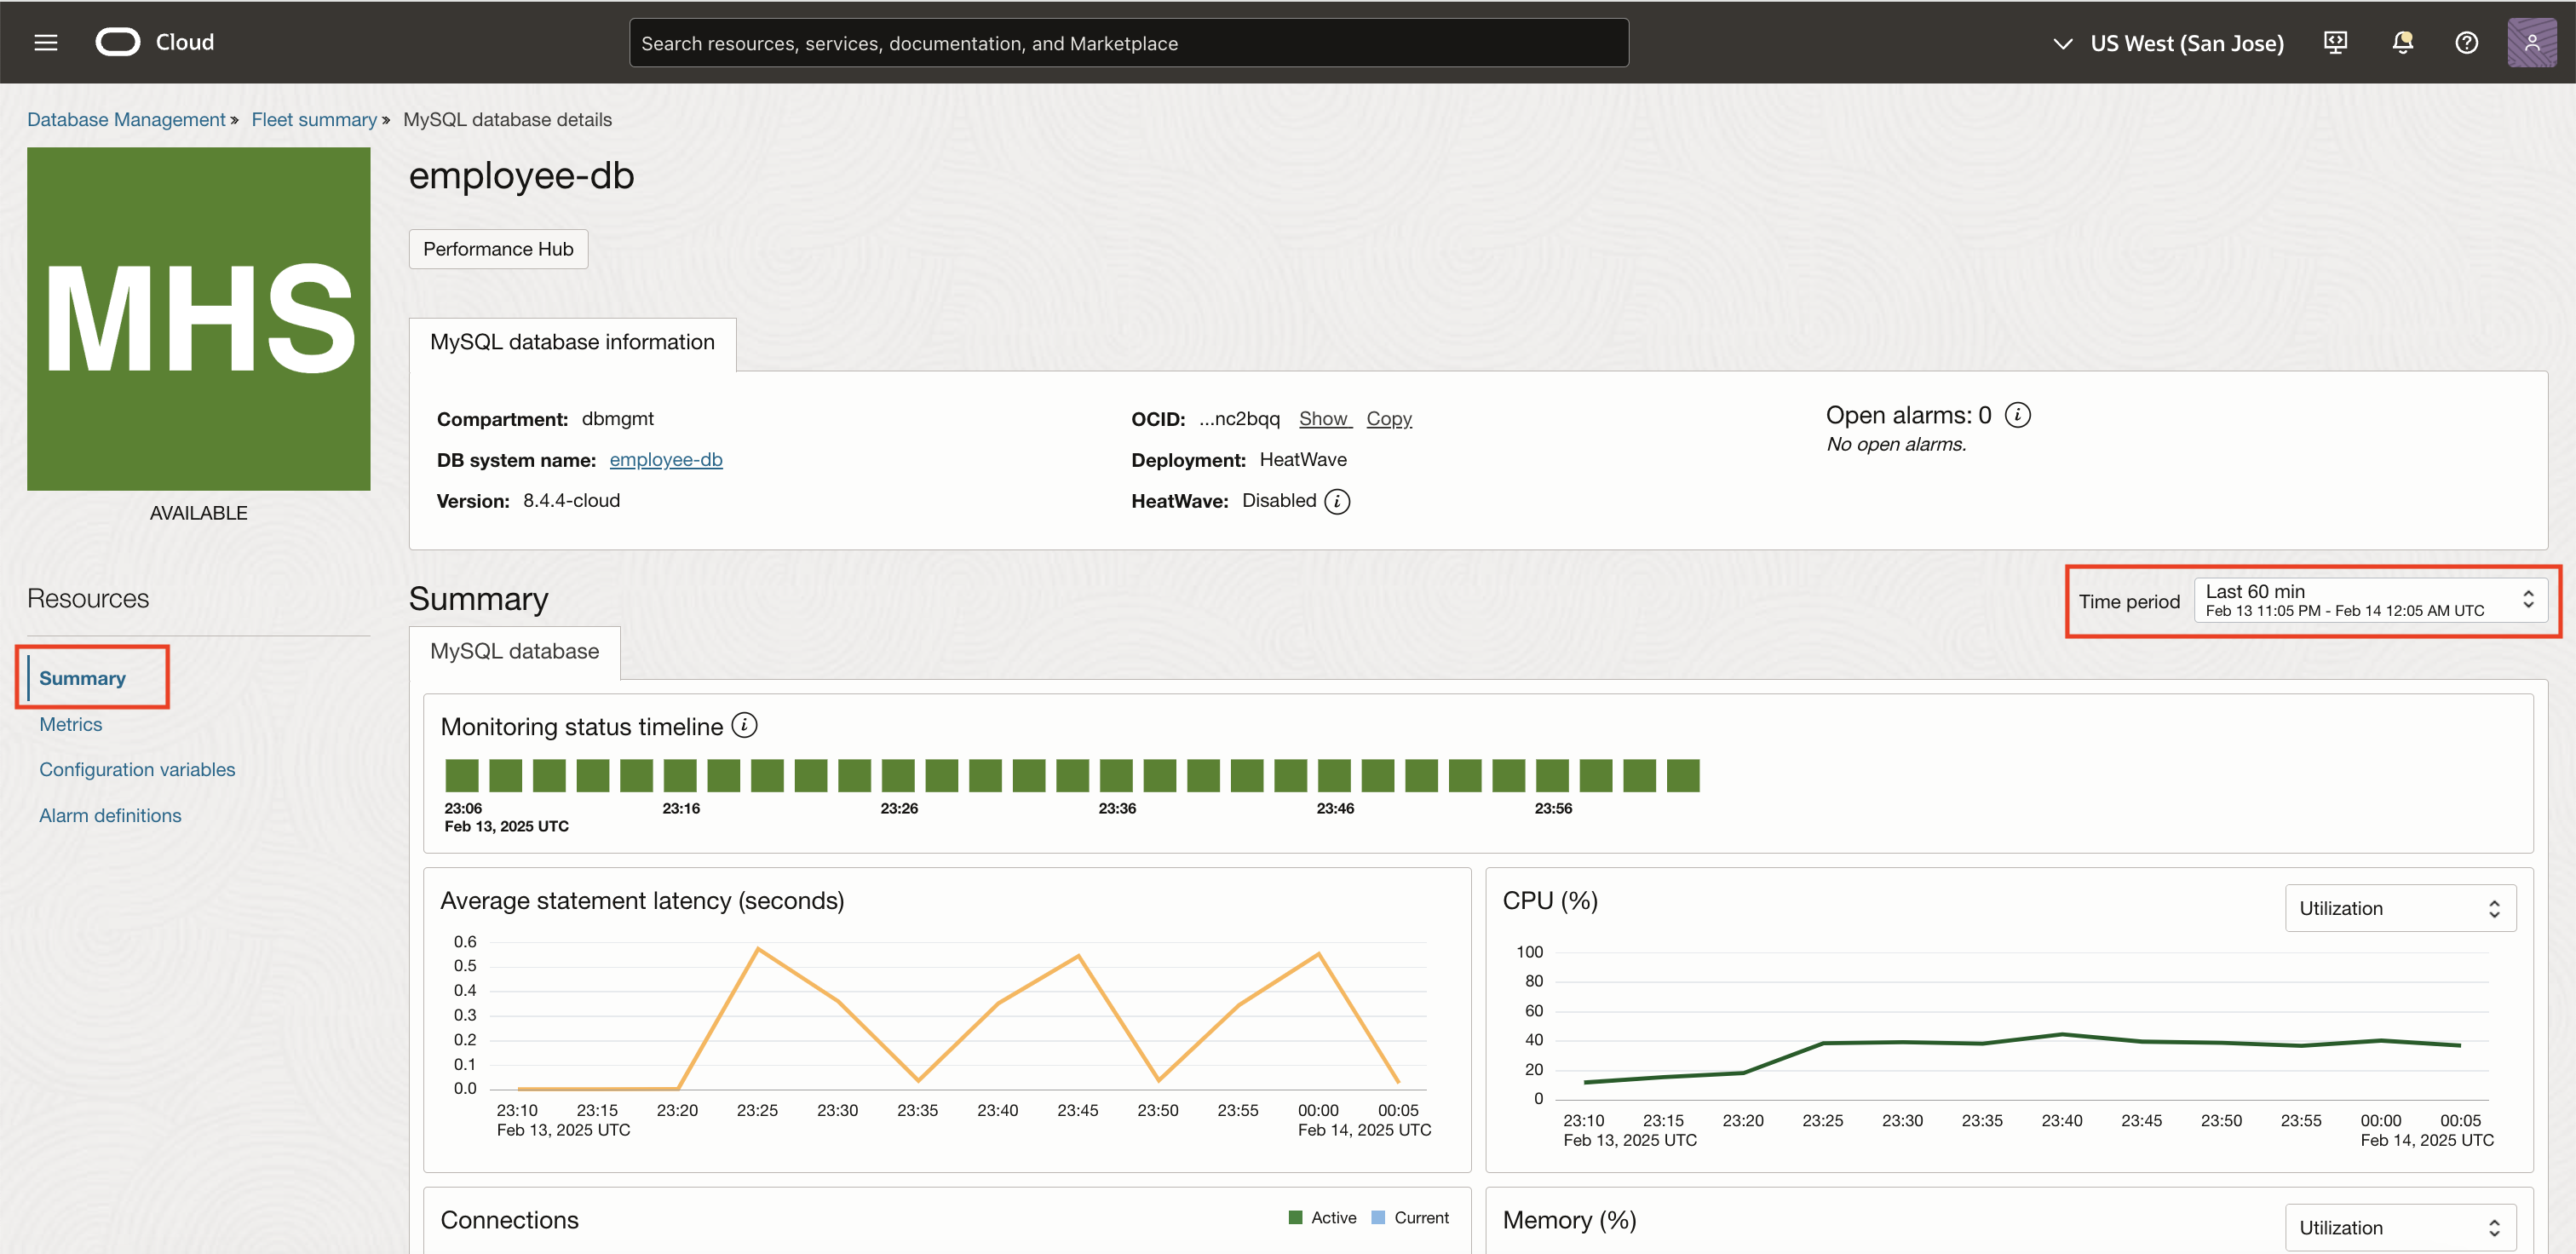 Cloud
Search resources, services, documentation, and Marketplace
US West (San Jose)
Database Management » Fleet summary » MySQL database details
MHS
AVAILABLE
employee-db
Performance Hub
MySQL database information
Compartment: dbmgmt
DB system name: employee-db
Version: 8.4.4-cloud
OCID: ...nc2bqq Show Copy
Deployment: HeatWave
HeatWave: Disabled
Open alarms: 0
No open alarms.
Resources
Summary
Metrics
Configuration variables
Alarm definitions
Summary
Time period
Last 60 min
Feb 13 11:05 PM - Feb 14 12:05 AM UTC
MySQL database
Monitoring status timeline
23:06 23:16 23:26 23:36 23:46 23:56
Feb 13, 2025 UTC
Average statement latency (seconds)
0.6
0.5
0.4
0.3
0.2
0.1
0.0
23:10 23:15 23:20 23:25 23:30 23:35 23:40 23:45 23:50 23:55 00:00 00:05
Feb 13, 2025 UTC Feb 14, 2025 UTC
CPU (%)
Utilization
100
80
60
40
20
0
23:10 23:15 23:20 23:25 23:30 23:35 23:40 23:45 23:50 23:55 00:00 00:05
Feb 13, 2025 UTC Feb 14, 2025 UTC
Connections
Active Current
Memory (%)
Utilization